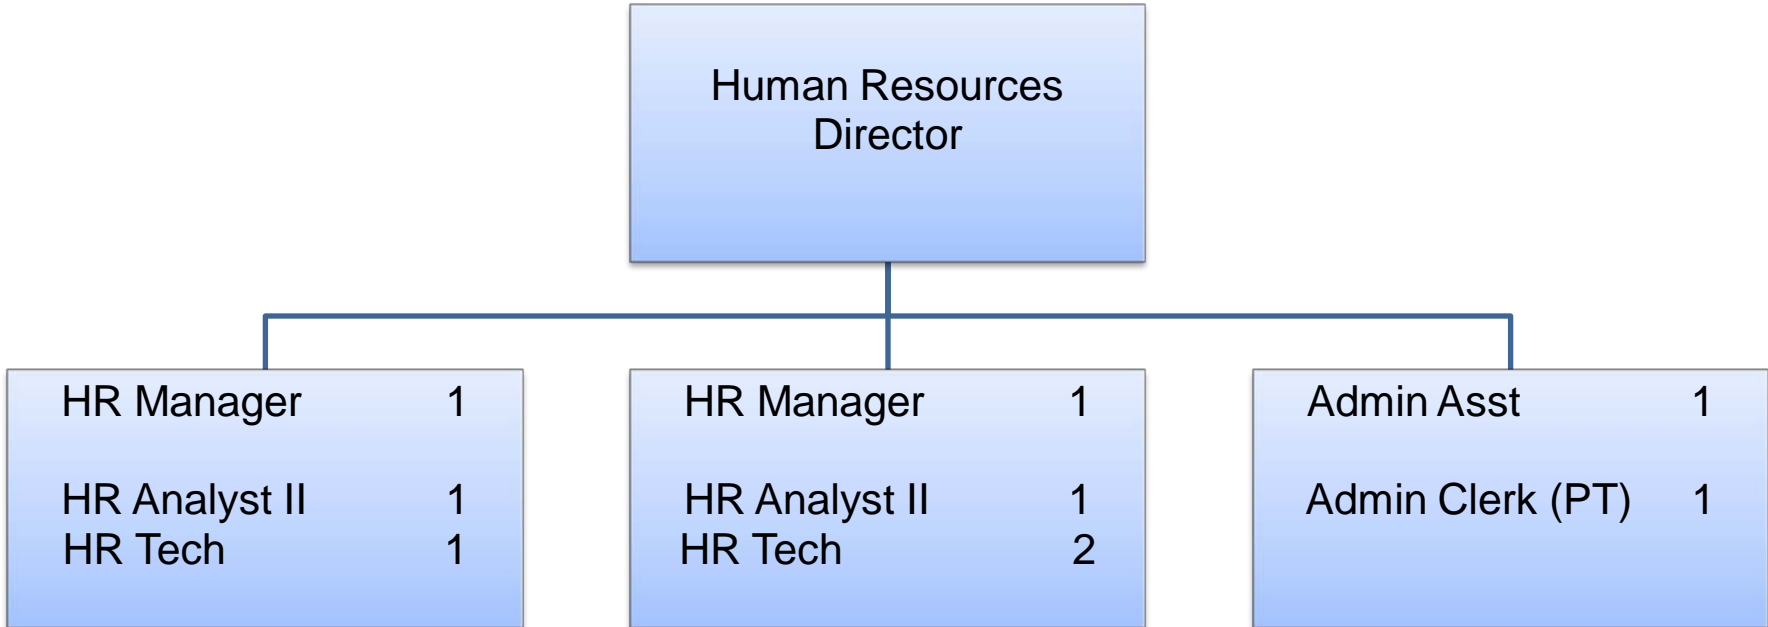 Human Resources
Director
HR Manager 1
HR Analyst II 1
HR Tech 1
HR Manager 1
HR Analyst II 1
HR Tech 2
Admin Asst 1
Admin Clerk (PT) 1